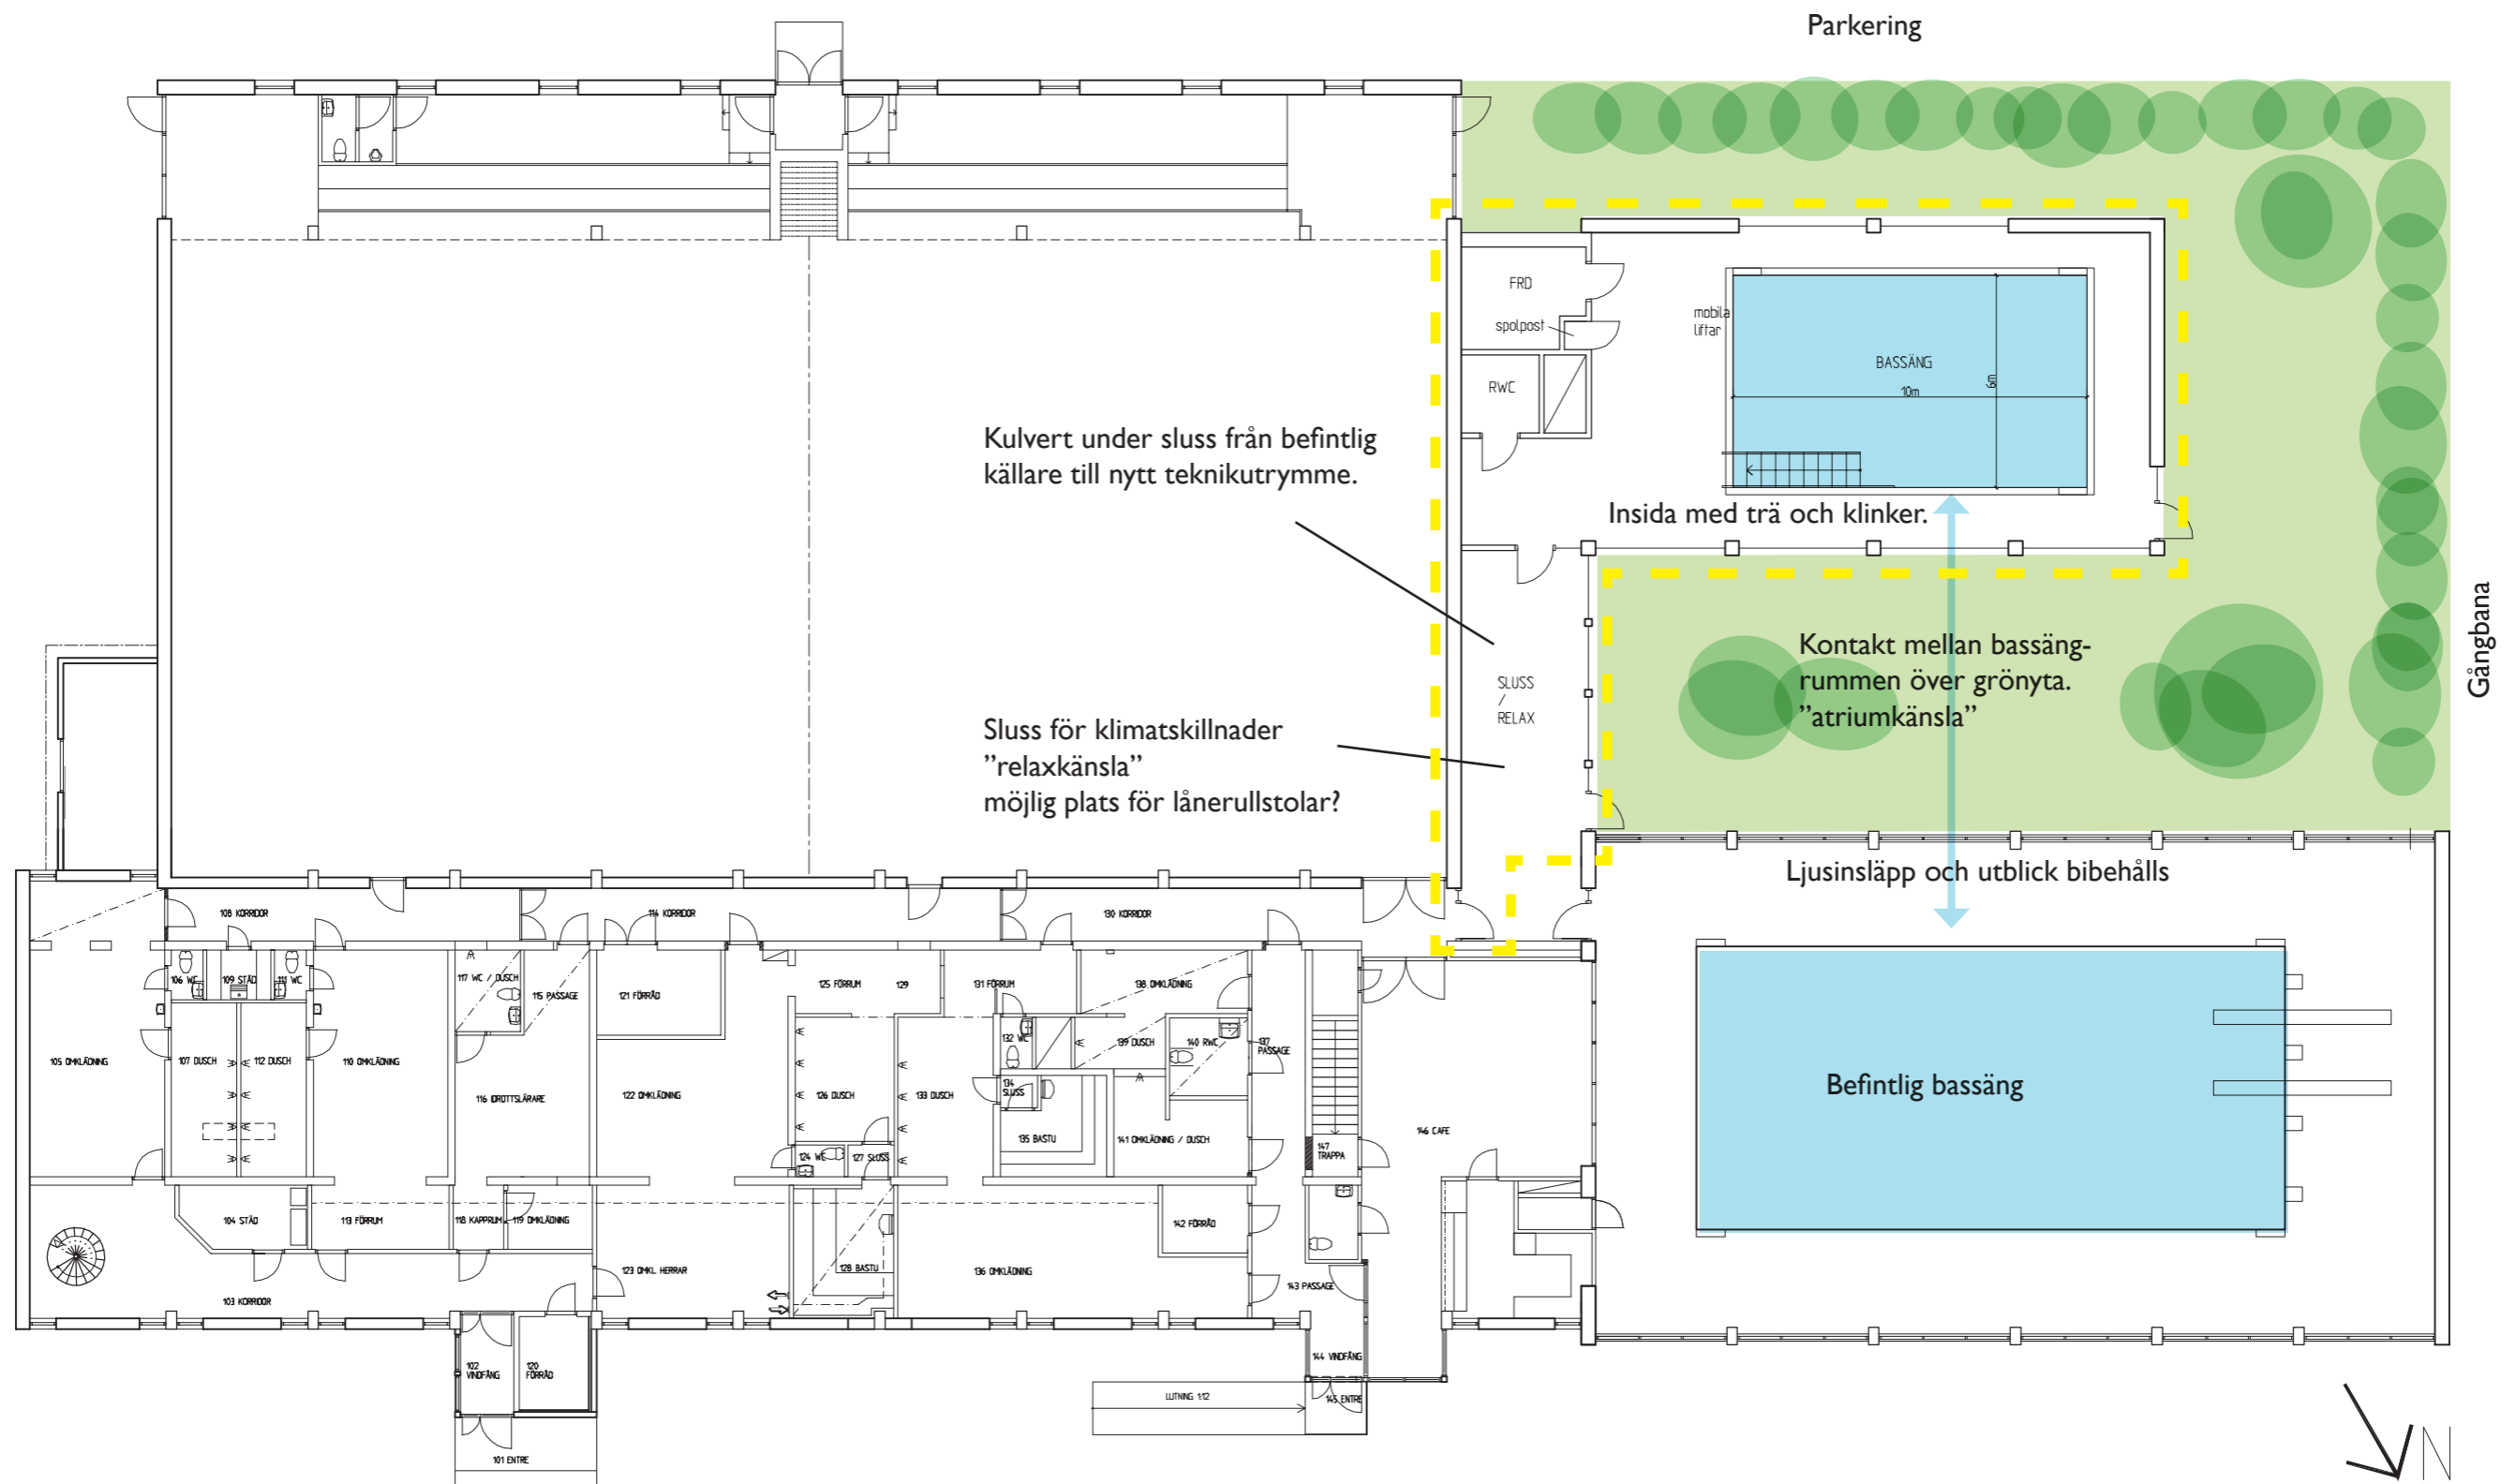 Parkering
FRD
spolpost
mobila
liftar
BASSÄNG
10m
6m
RWC
Kulvert under sluss från befintlig
källare till nytt teknikutrymme.
Insida med trä och klinker.
Gångbana
Kontakt mellan bassäng-
rummen över grönyta.
”atriumkänsla”
SLUSS
/
RELAX
Sluss för klimatskillnader
”relaxkänsla”
möjlig plats för lånerullstolar?
Ljusinsläpp och utblick bibehålls
108 KORRIDOR
114 KORRIDOR
130 KORRIDOR
106 WC
109 STÄD
111 WC
117 WC / DUSCH
115 PASSAGE
121 FÖRRÅD
125 FÖRRUM
129
131 FÖRRUM
138 OMKLÄDNING
105 OMKLÄDNING
107 DUSCH
112 DUSCH
110 OMKLÄDNING
116 IDROTTSLÄRARE
122 OMKLÄDNING
126 DUSCH
133 DUSCH
132 WC
139 DUSCH
140 RWC
137
PASSAGE
134
SLUSS
135 BASTU
141 OMKLÄDNING / DUSCH
146 CAFE
Befintlig bassäng
124 WC
127 SLUSS
147
TRAPPA
104 STÄD
113 FÖRRUM
118 KAPPRUM
119 OMKLÄDNING
142 FÖRRÅD
123 OMKL. HERRAR
128 BASTU
136 OMKLÄDNING
143 PASSAGE
103 KORRIDOR
102
VINDFÅNG
120
FÖRRÅD
144 VINDFÅNG
LUTNING 1:12
145 ENTRE
101 ENTRE
N